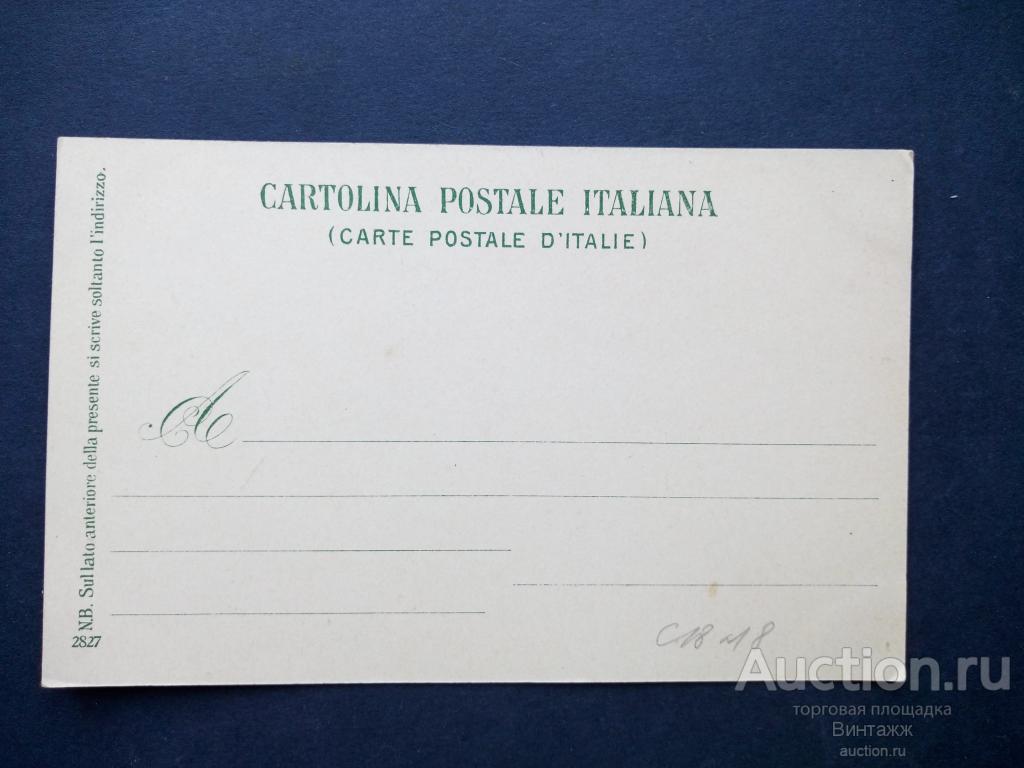 CARTOLINA POSTALE ITALIANA
(CARTE POSTALE D'ITALIE)
A
N.B. Sul lato anteriore della presente si scrive soltanto l'indirizzo.
2827
Auction.ru
торговая площадка
Винтажж
auction.ru